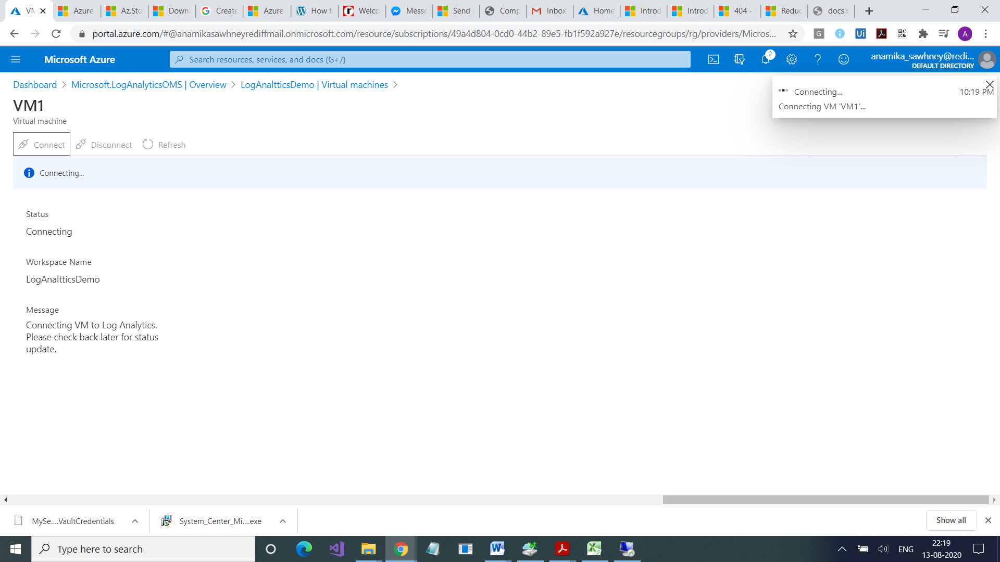 VM
Azure
Az.Sto
Downl
Create
Azure
How t
Welco
Messe
Send
Comp
Inbox
Home
Introd
Introd
404 -
Reduc
docs.r
portal.azure.com/#@anamikasawhneyrediffmail.onmicrosoft.com/resource/subscriptions/49a4d804-0cd0-44b2-89e5-fb1f592a927e/resourcegroups/rg/providers/Micros...
G
Ui
A
Microsoft Azure
Search resources, services, and docs (G+/)
2
anamika_sawhney@redi...
DEFAULT DIRECTORY
Dashboard > Microsoft.LogAnalyticsOMS | Overview > LogAnaltticsDemo | Virtual machines >
Connecting...
10:19 PM
Connecting VM 'VM1'...
VM1
Virtual machine
Connect
Disconnect
Refresh
Connecting...
Status
Connecting
Workspace Name
LogAnaltticsDemo
Message
Connecting VM to Log Analytics.
Please check back later for status
update.
MySe....VaultCredentials
System_Center_Mi....exe
Show all
Type here to search
ENG
22:19
13-08-2020